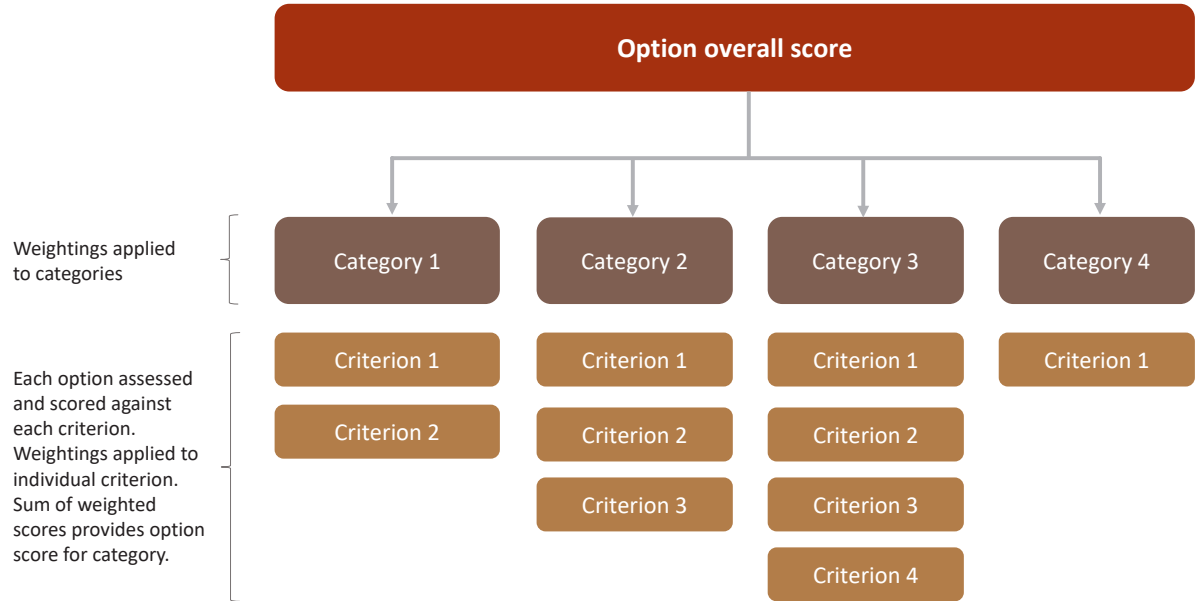 Option overall score
Weightings applied
to categories
Category 1
Category 2
Category 3
Category 4
Each option assessed
and scored against
each criterion.
Weightings applied to
individual criterion.
Sum of weighted
scores provides option
score for category.
Criterion 1
Criterion 1
Criterion 1
Criterion 1
Criterion 2
Criterion 2
Criterion 2
Criterion 3
Criterion 3
Criterion 4